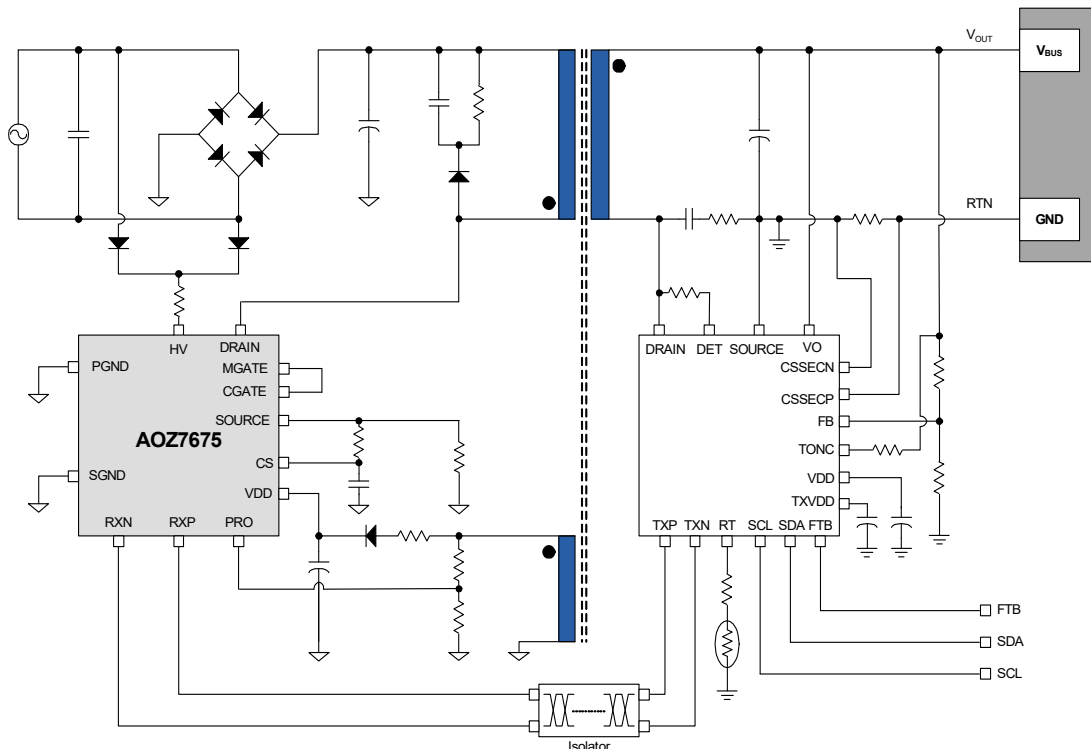 VOUT
VBUS
RTN
GND
HV
DRAIN
PGND
MGATE
CGATE
SOURCE
AOZ7675
CS
SGND
VDD
RXN
RXP
PRO
DRAIN
DET
SOURCE
VO
CSSECN
CSSECP
FB
TONC
VDD
TXVDD
TXP
TXN
RT
SCL
SDA
FTB
FTB
SDA
SCL
Isolator